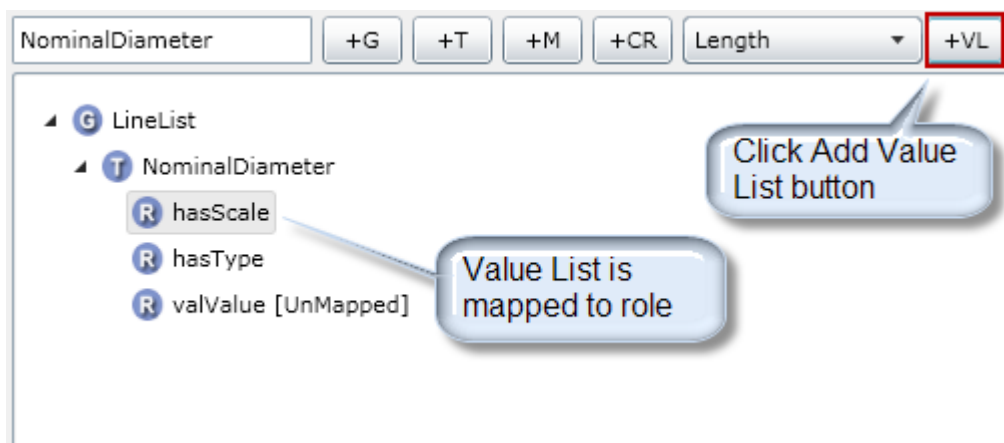 NominalDiameter +G +T +M +CR Length +VL
G LineList
T NominalDiameter
R hasScale
R hasType
R valValue [UnMapped]
Click Add Value
List button
Value List is
mapped to role